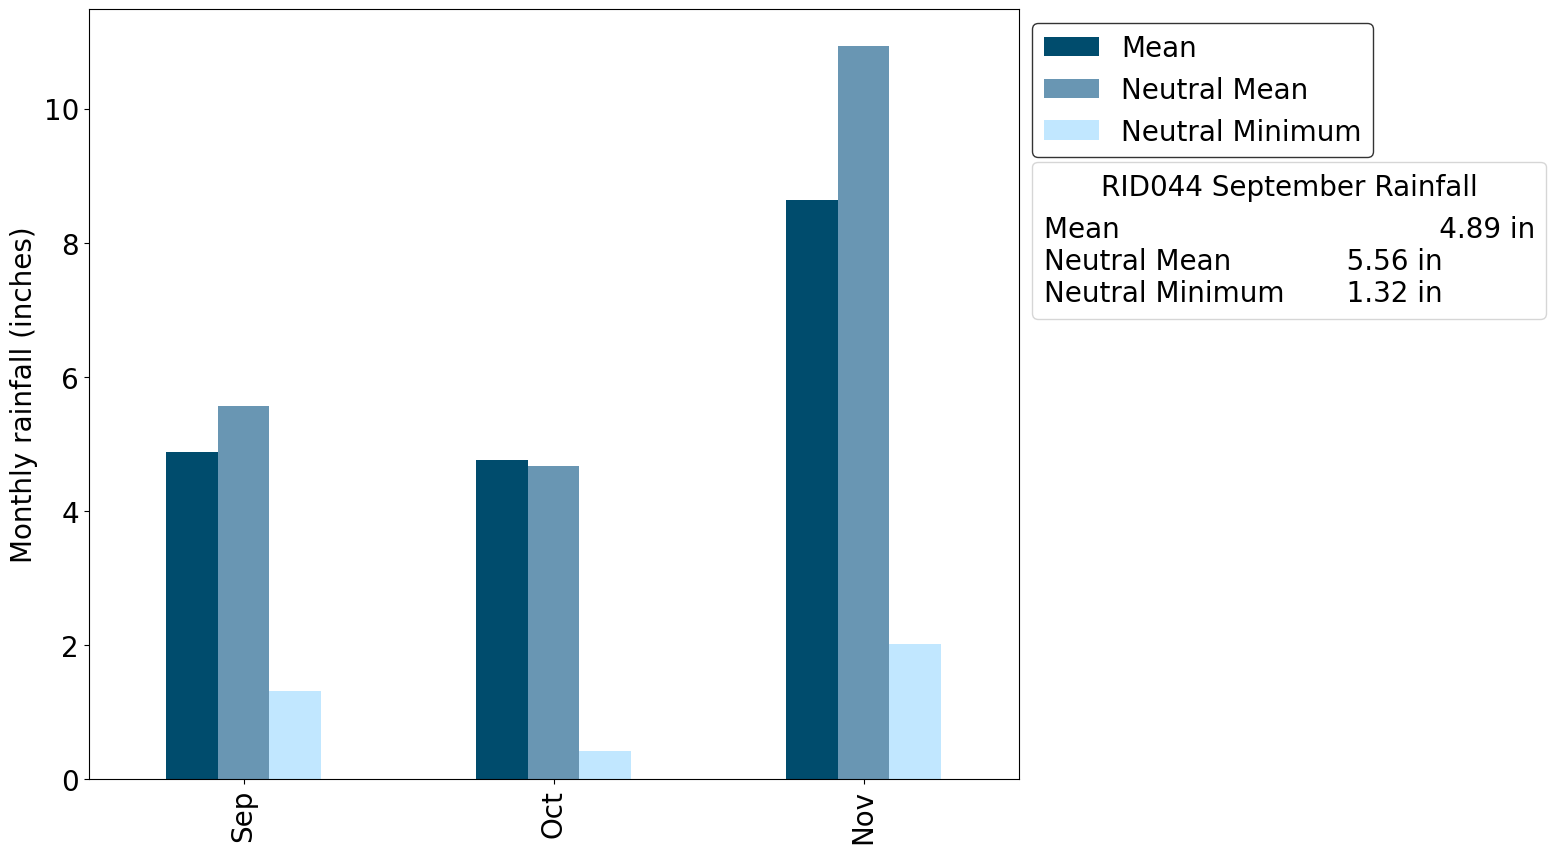 Monthly rainfall (inches)
10
8
6
4
2
0
Sep
Oct
Nov
Mean
Neutral Mean
Neutral Minimum
RID044 September Rainfall
Mean 4.89 in
Neutral Mean 5.56 in
Neutral Minimum 1.32 in